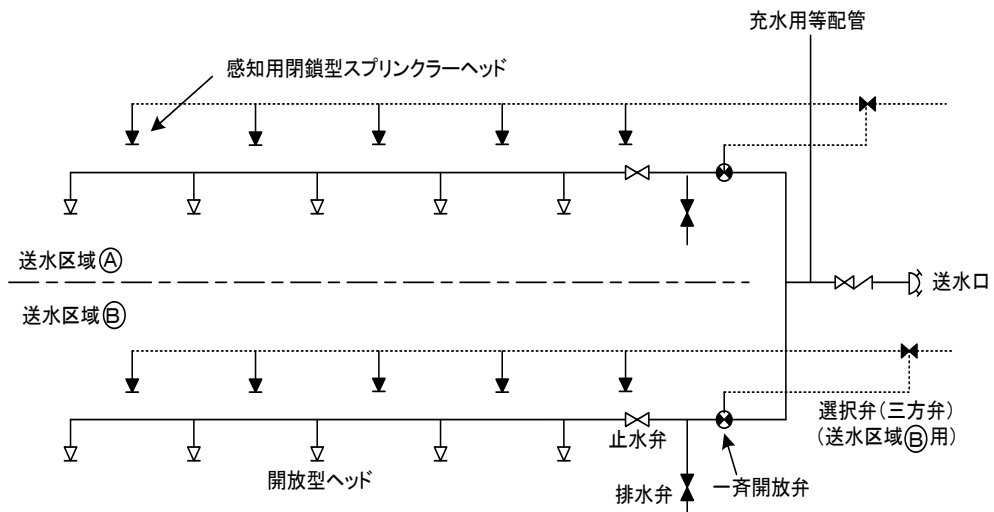 充水用等配管
感知用閉鎖型スプリンクラーヘッド
送水区域Ⓐ
送水口
送水区域Ⓑ
選択弁(三方弁)
(送水区域Ⓑ用)
止水弁
開放型ヘッド
排水弁
一斉開放弁